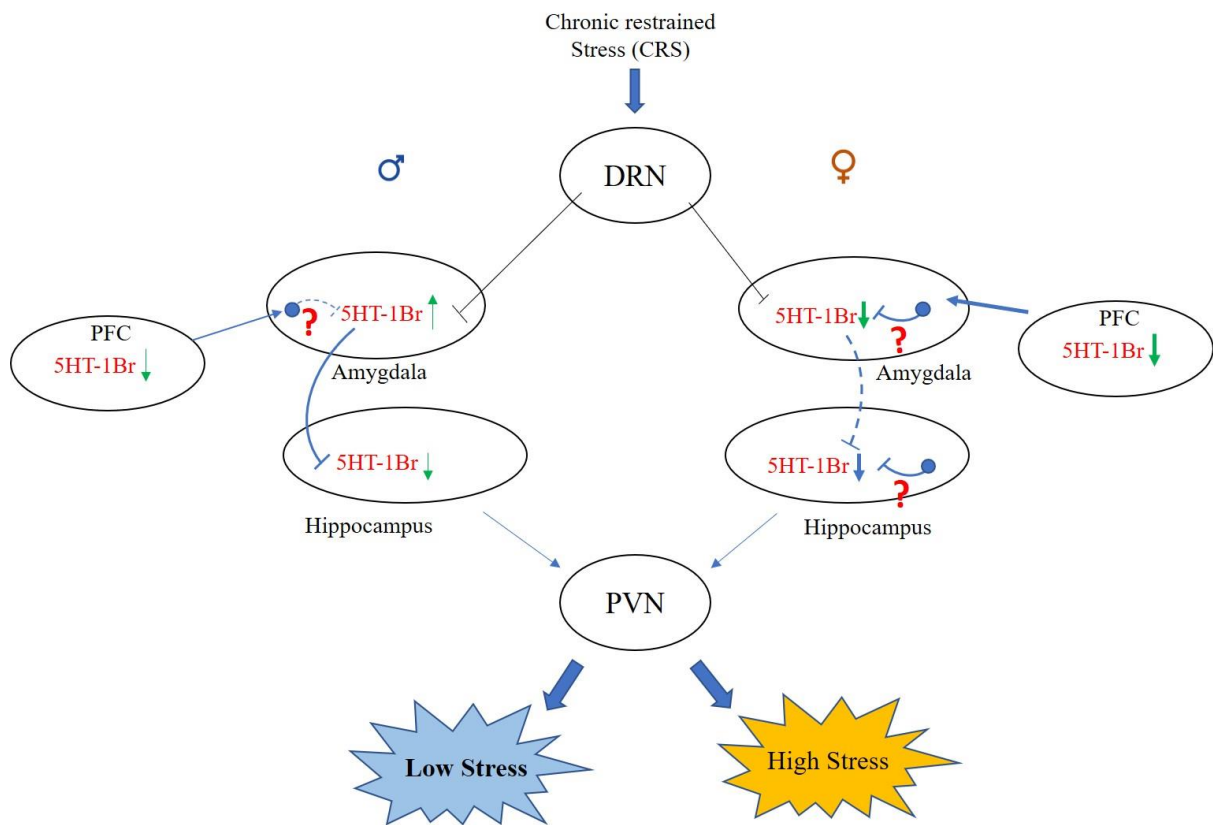 Chronic restrained
Stress (CRS)
♂
DRN
♀
5HT-1Br
?
Amygdala
PFC
5HT-1Br
5HT-1Br
?
Amygdala
PFC
5HT-1Br
5HT-1Br
Hippocampus
5HT-1Br
?
Hippocampus
PVN
Low Stress
High Stress